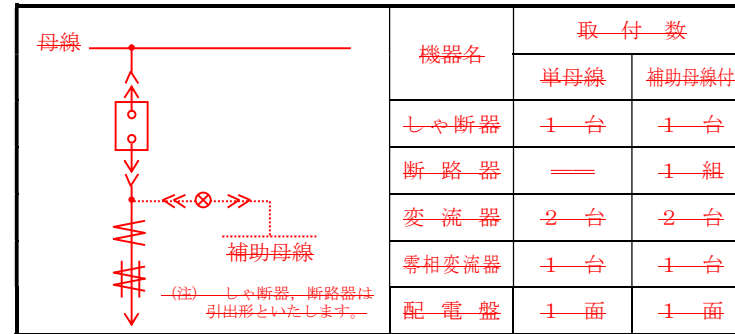 母線
補助母線
(注) しゃ断器，断路器は
引出形といたします。
機器名 取 付 数
単母線 補助母線付
しゃ断器 1 台 1 台
断 路 器 ―― 1 組
変 流 器 2 台 2 台
零相変流器 1 台 1 台
配 電 盤 1 面 1 面